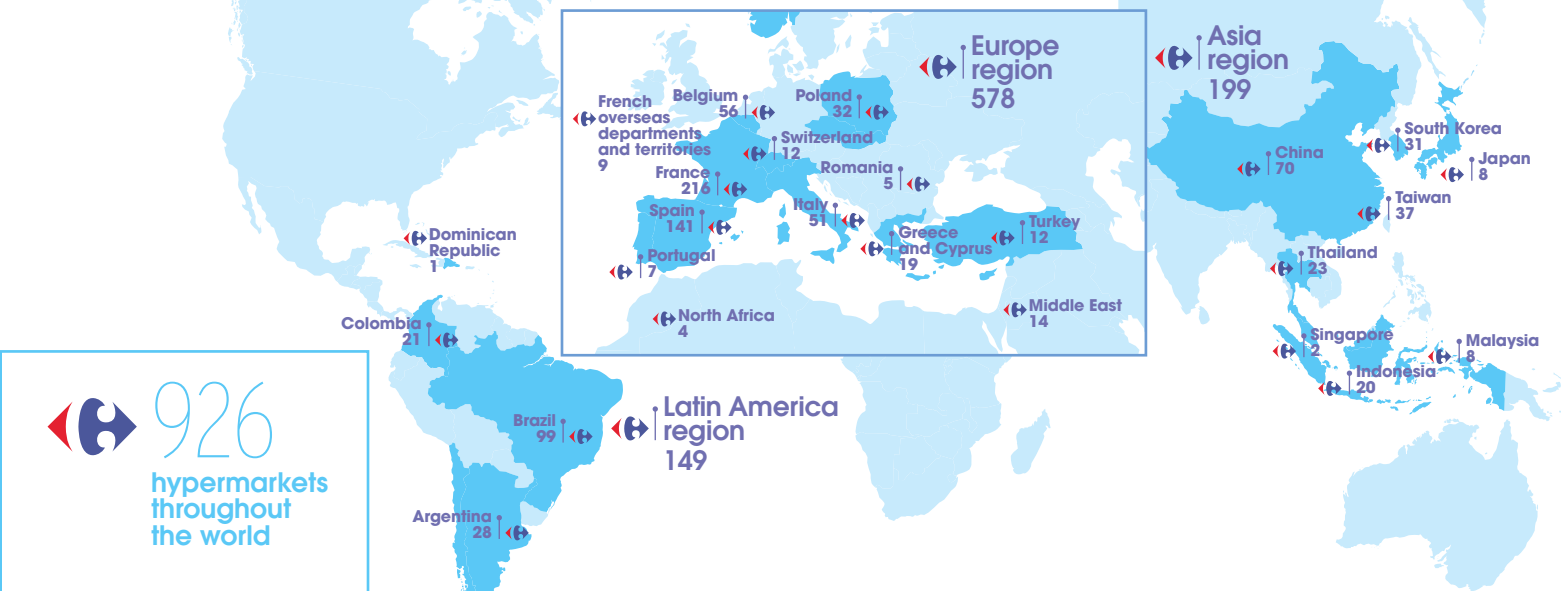 Europe
region
578
French
overseas
departments
and territories
9
Belgium
56
Poland
32
Switzerland
12
France
216
Romania
5
Spain
141
Italy
51
Greece
and Cyprus
19
Turkey
12
Portugal
7
North Africa
4
Middle East
14
Asia
region
199
South Korea
31
China
70
Japan
8
Taiwan
37
Thailand
23
Singapore
2
Malaysia
8
Indonesia
20
Dominican
Republic
1
Colombia
21
Latin America
region
149
Brazil
99
Argentina
28
926
hypermarkets
throughout
the world